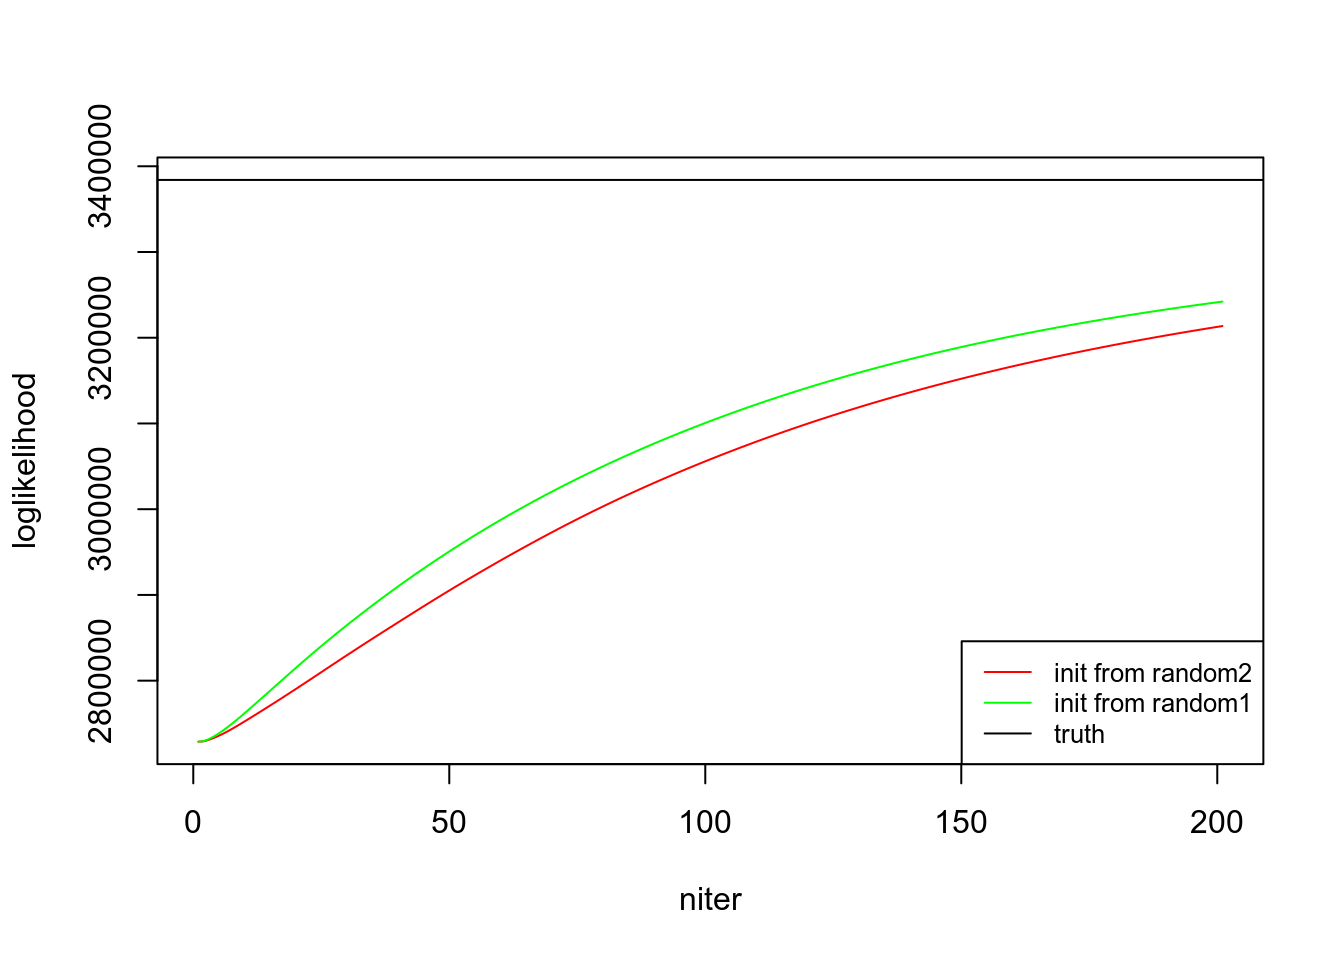 loglikelihood
3400000
3200000
3000000
2800000
init from random2
init from random1
truth
0 50 100 150 200
niter